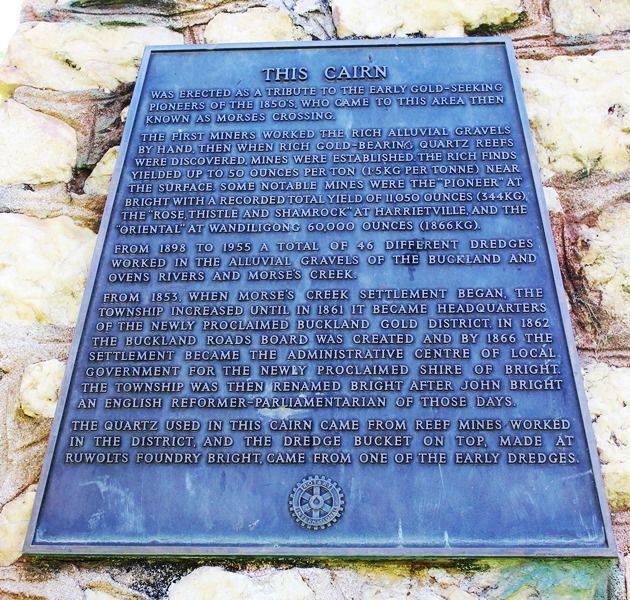 THIS CAIRN
WAS ERECTED AS A TRIBUTE TO THE EARLY GOLD-SEEKING
PIONEERS OF THE 1850'S, WHO CAME TO THIS AREA THEN
KNOWN AS MORSES CROSSING.
THE FIRST MINERS WORKED THE RICH ALLUVIAL GRAVELS
BY HAND, THEN WHEN RICH GOLD-BEARING QUARTZ REEFS
WERE DISCOVERED, MINES WERE ESTABLISHED. THE RICH FINDS
YIELDED UP TO 50 OUNCES PER TON (1·5KG PER TONNE) NEAR
THE SURFACE. SOME NOTABLE MINES WERE THE "PIONEER" AT
BRIGHT WITH A RECORDED TOTAL YIELD OF 11,050 OUNCES (344KG),
THE "ROSE, THISTLE AND SHAMROCK" AT HARRIETVILLE, AND THE
"ORIENTAL" AT WANDILIGONG 60,000 OUNCES (1866KG).
FROM 1898 TO 1955 A TOTAL OF 46 DIFFERENT DREDGES
WORKED IN THE ALLUVIAL GRAVELS OF THE BUCKLAND AND
OVENS RIVERS AND MORSE'S CREEK.
FROM 1853, WHEN MORSE'S CREEK SETTLEMENT BEGAN, THE
TOWNSHIP INCREASED UNTIL IN 1861 IT BECAME HEADQUARTERS
OF THE NEWLY PROCLAIMED BUCKLAND GOLD DISTRICT. IN 1862
THE BUCKLAND ROADS BOARD WAS CREATED AND BY 1866 THE
SETTLEMENT BECAME THE ADMINISTRATIVE CENTRE OF LOCAL
GOVERNMENT FOR THE NEWLY PROCLAIMED SHIRE OF BRIGHT.
THE TOWNSHIP WAS THEN RENAMED BRIGHT AFTER JOHN BRIGHT
AN ENGLISH REFORMER-PARLIAMENTARIAN OF THOSE DAYS.
THE QUARTZ USED IN THIS CAIRN CAME FROM REEF MINES WORKED
IN THE DISTRICT, AND THE DREDGE BUCKET ON TOP, MADE AT
RUWOLTS FOUNDRY BRIGHT, CAME FROM ONE OF THE EARLY DREDGES.
ROTARY
INTERNATIONAL